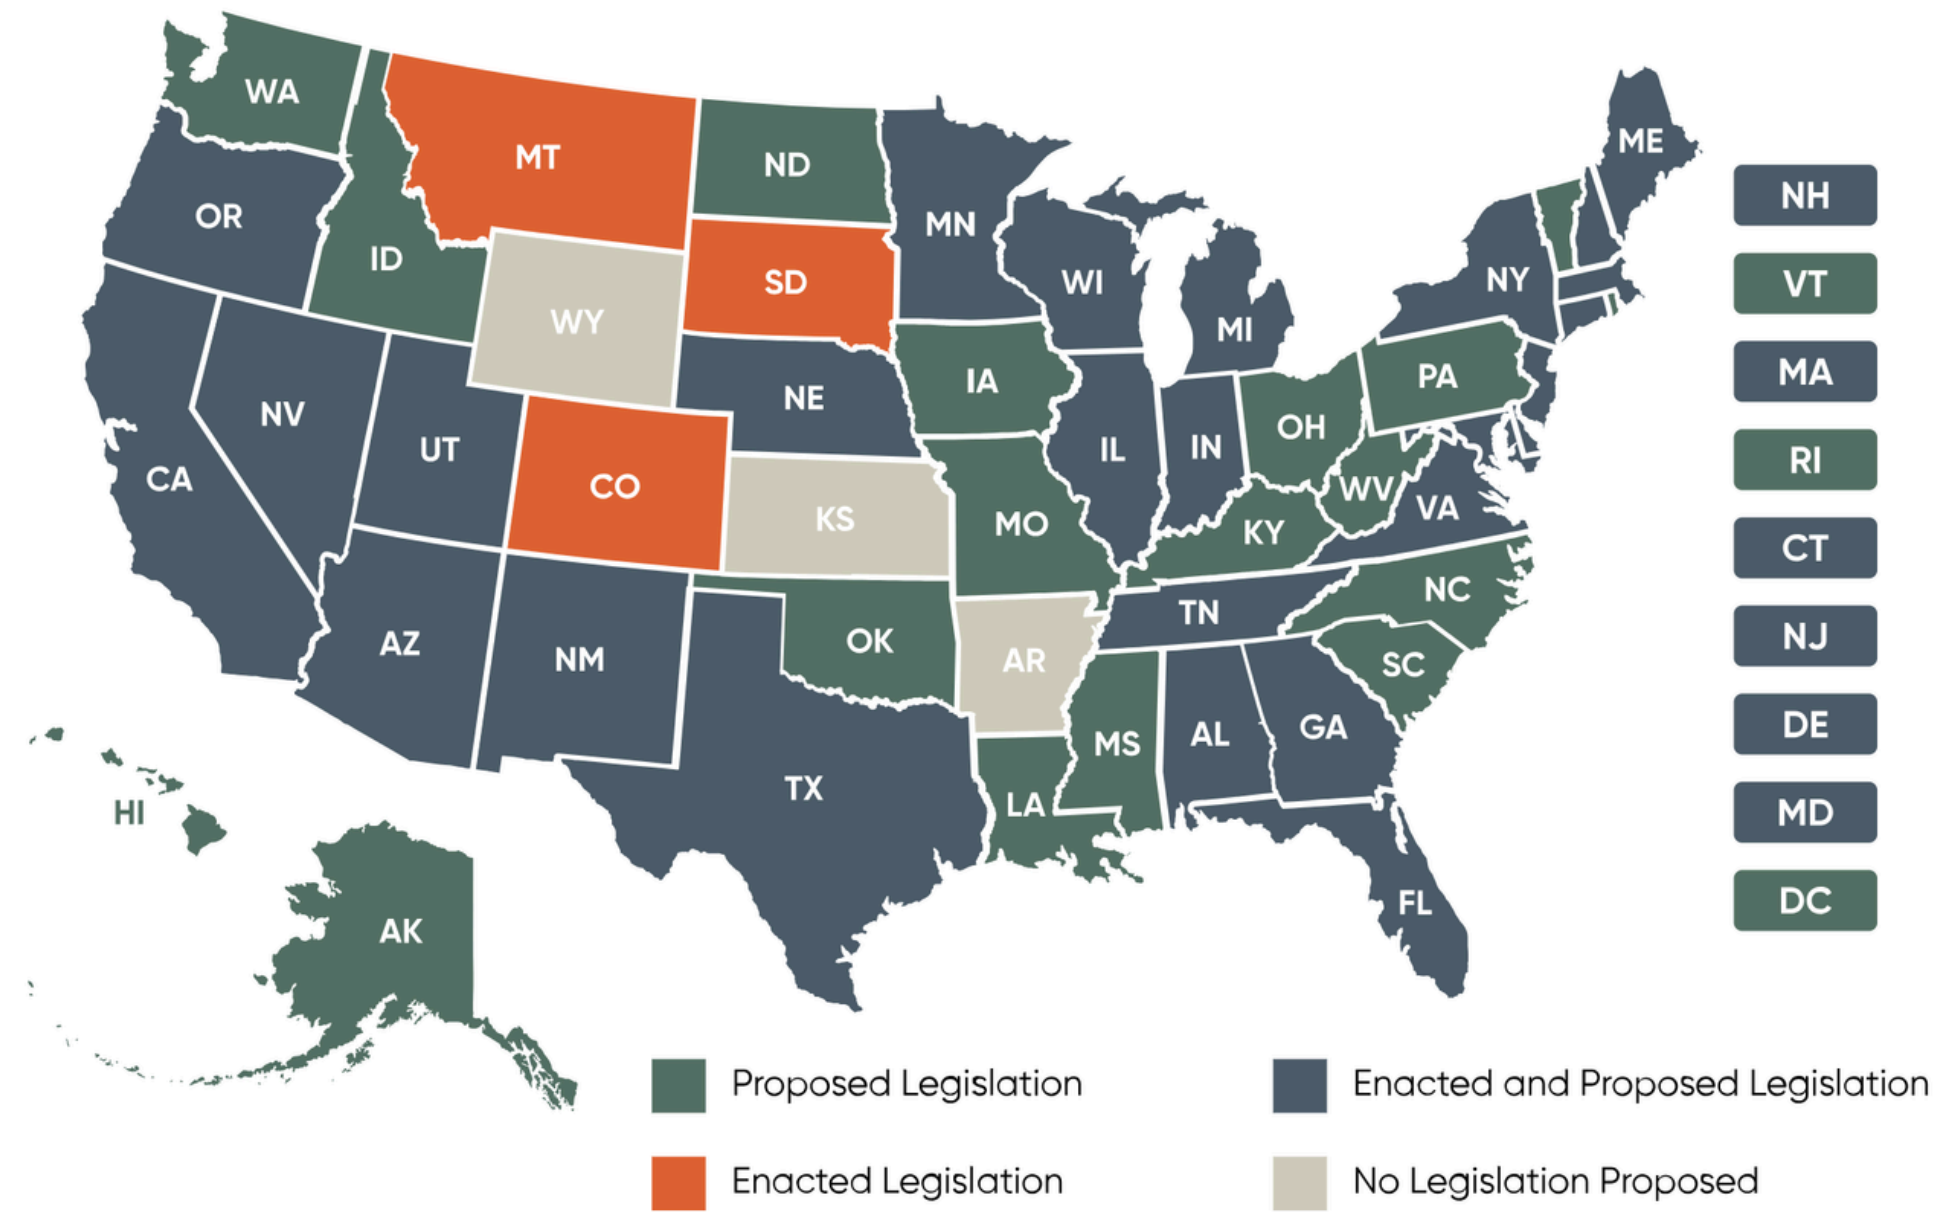 WA
MT
ND
ME
OR
MN
NH
ID
SD
WI
NY
VT
WY
MI
MA
NE
IA
PA
NV
UT
IL
IN
OH
RI
CA
CO
KS
MO
WV
VA
KY
CT
AZ
NM
OK
AR
TN
NC
SC
NJ
TX
MS
AL
GA
DE
HI
LA
MD
AK
FL
DC
Proposed Legislation
Enacted and Proposed Legislation
Enacted Legislation
No Legislation Proposed